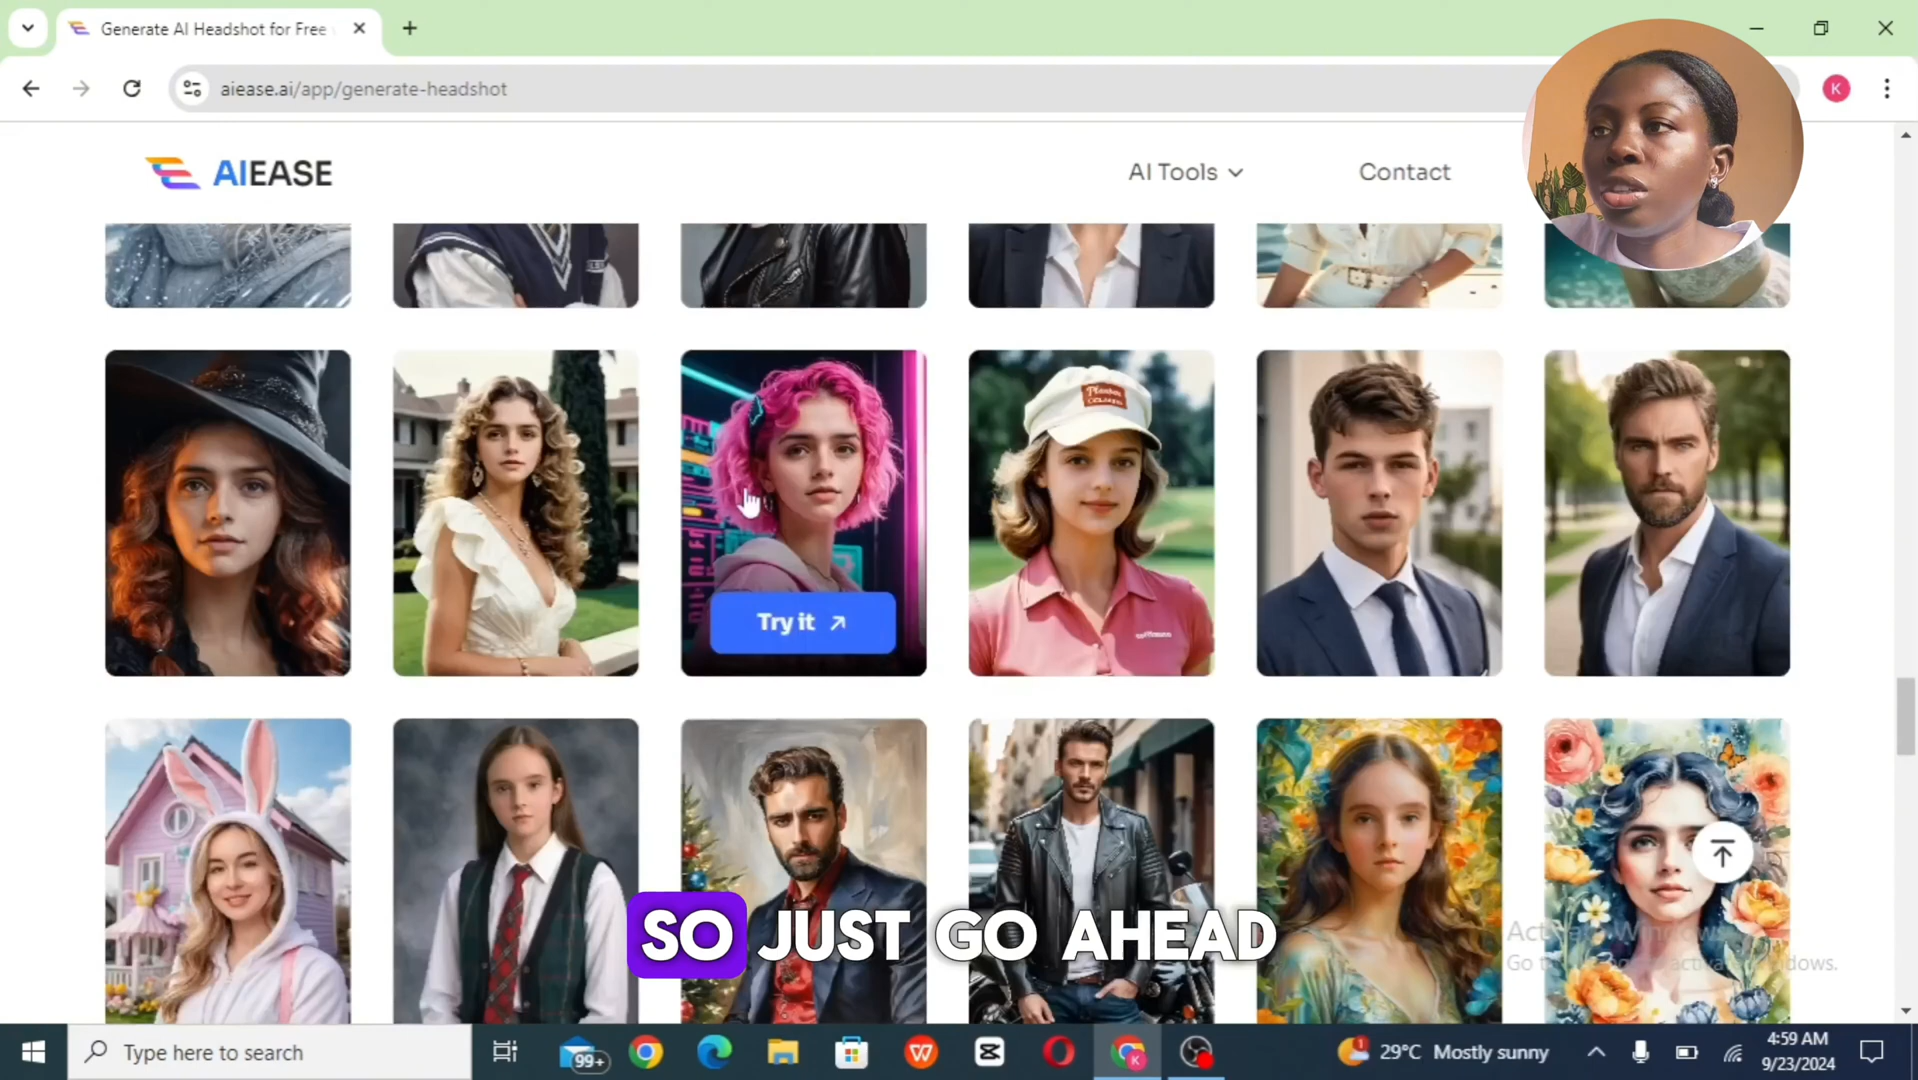 Generate AI Headshot for Free
aiease.ai/app/generate-headshot
K
AIEASE
AI Tools
Contact
Try it
SO JUST GO AHEAD
Type here to search
99+
K
1
29°C Mostly sunny
4:59 AM
9/23/2024